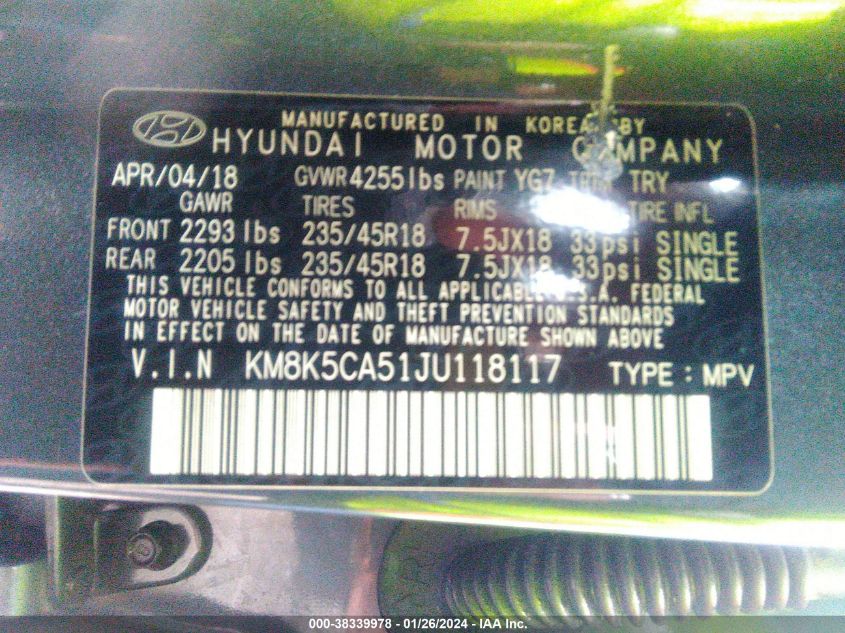 MANUFACTURED IN KOREA BY
HYUNDAI MOTOR COMPANY
APR/04/18 GVWR 4255 lbs PAINT YG7 TRIM TRY
GAWR TIRES RIMS TIRE INFL
FRONT 2293 lbs 235/45R18 7.5JX18 33psi SINGLE
REAR 2205 lbs 235/45R18 7.5JX18 33psi SINGLE
THIS VEHICLE CONFORMS TO ALL APPLICABLE U.S.A. FEDERAL
MOTOR VEHICLE SAFETY AND THEFT PREVENTION STANDARDS
IN EFFECT ON THE DATE OF MANUFACTURE SHOWN ABOVE
V.I.N KM8K5CA51JU118117 TYPE : MPV
000-38339978 - 01/26/2024 - IAA Inc.